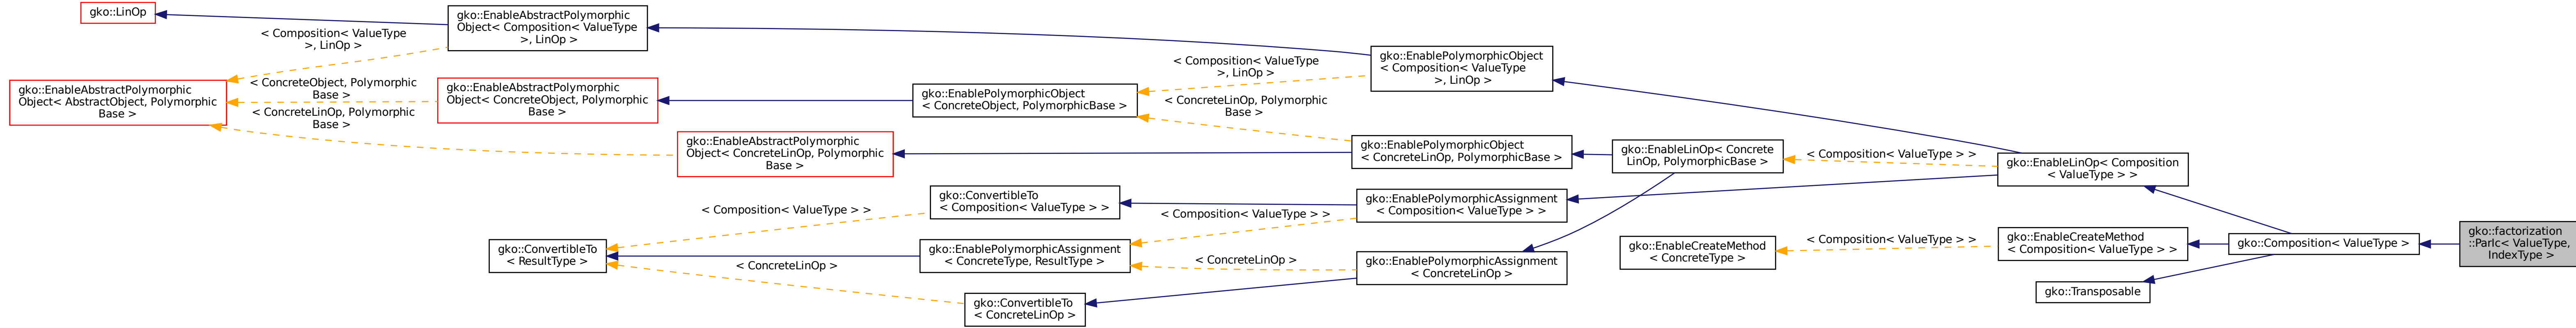 gko::LinOp
gko::EnableAbstractPolymorphic
Object< Composition< ValueType
>, LinOp >
< Composition< ValueType
>, LinOp >
gko::EnableAbstractPolymorphic
Object< AbstractObject, Polymorphic
Base >
< ConcreteObject, Polymorphic
Base >
< ConcreteLinOp, Polymorphic
Base >
gko::EnableAbstractPolymorphic
Object< ConcreteObject, Polymorphic
Base >
gko::EnableAbstractPolymorphic
Object< ConcreteLinOp, Polymorphic
Base >
gko::EnablePolymorphicObject
< ConcreteObject, PolymorphicBase >
< Composition< ValueType
>, LinOp >
< ConcreteLinOp, Polymorphic
Base >
gko::EnablePolymorphicObject
< Composition< ValueType
>, LinOp >
gko::EnablePolymorphicObject
< ConcreteLinOp, PolymorphicBase >
gko::EnableLinOp< Concrete
LinOp, PolymorphicBase >
< Composition< ValueType > >
gko::EnableLinOp< Composition
< ValueType > >
gko::ConvertibleTo
< ResultType >
< Composition< ValueType > >
gko::ConvertibleTo
< Composition< ValueType > >
gko::EnablePolymorphicAssignment
< ConcreteType, ResultType >
< ConcreteLinOp >
gko::ConvertibleTo
< ConcreteLinOp >
< Composition< ValueType > >
< ConcreteLinOp >
gko::EnablePolymorphicAssignment
< Composition< ValueType > >
gko::EnablePolymorphicAssignment
< ConcreteLinOp >
gko::EnableCreateMethod
< ConcreteType >
< Composition< ValueType > >
gko::EnableCreateMethod
< Composition< ValueType > >
gko::Transposable
gko::Composition< ValueType >
gko::factorization
::ParIc< ValueType,
IndexType >